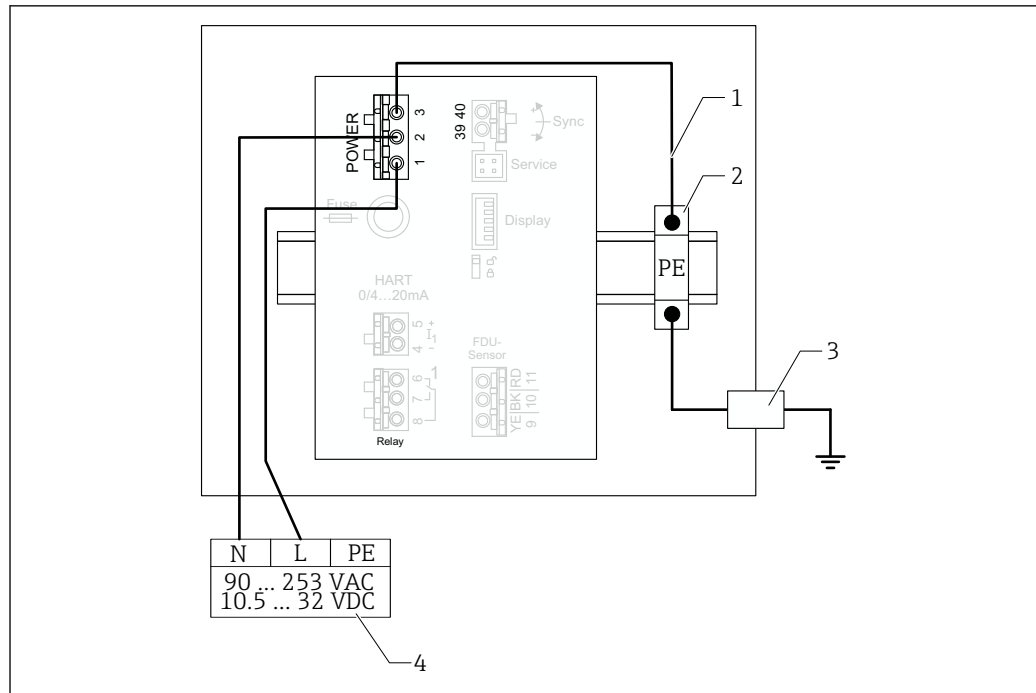 POWER
3
2
1
39 40
Sync
Service
Fuse
Display
HART
0/4...20mA
5 +
I1
4 -
6
7
8
1
Relay
FDU-
Sensor
YE BK RD
9 10 11
PE
1
2
3
N L PE
90 ... 253 VAC
10.5 ... 32 VDC
4